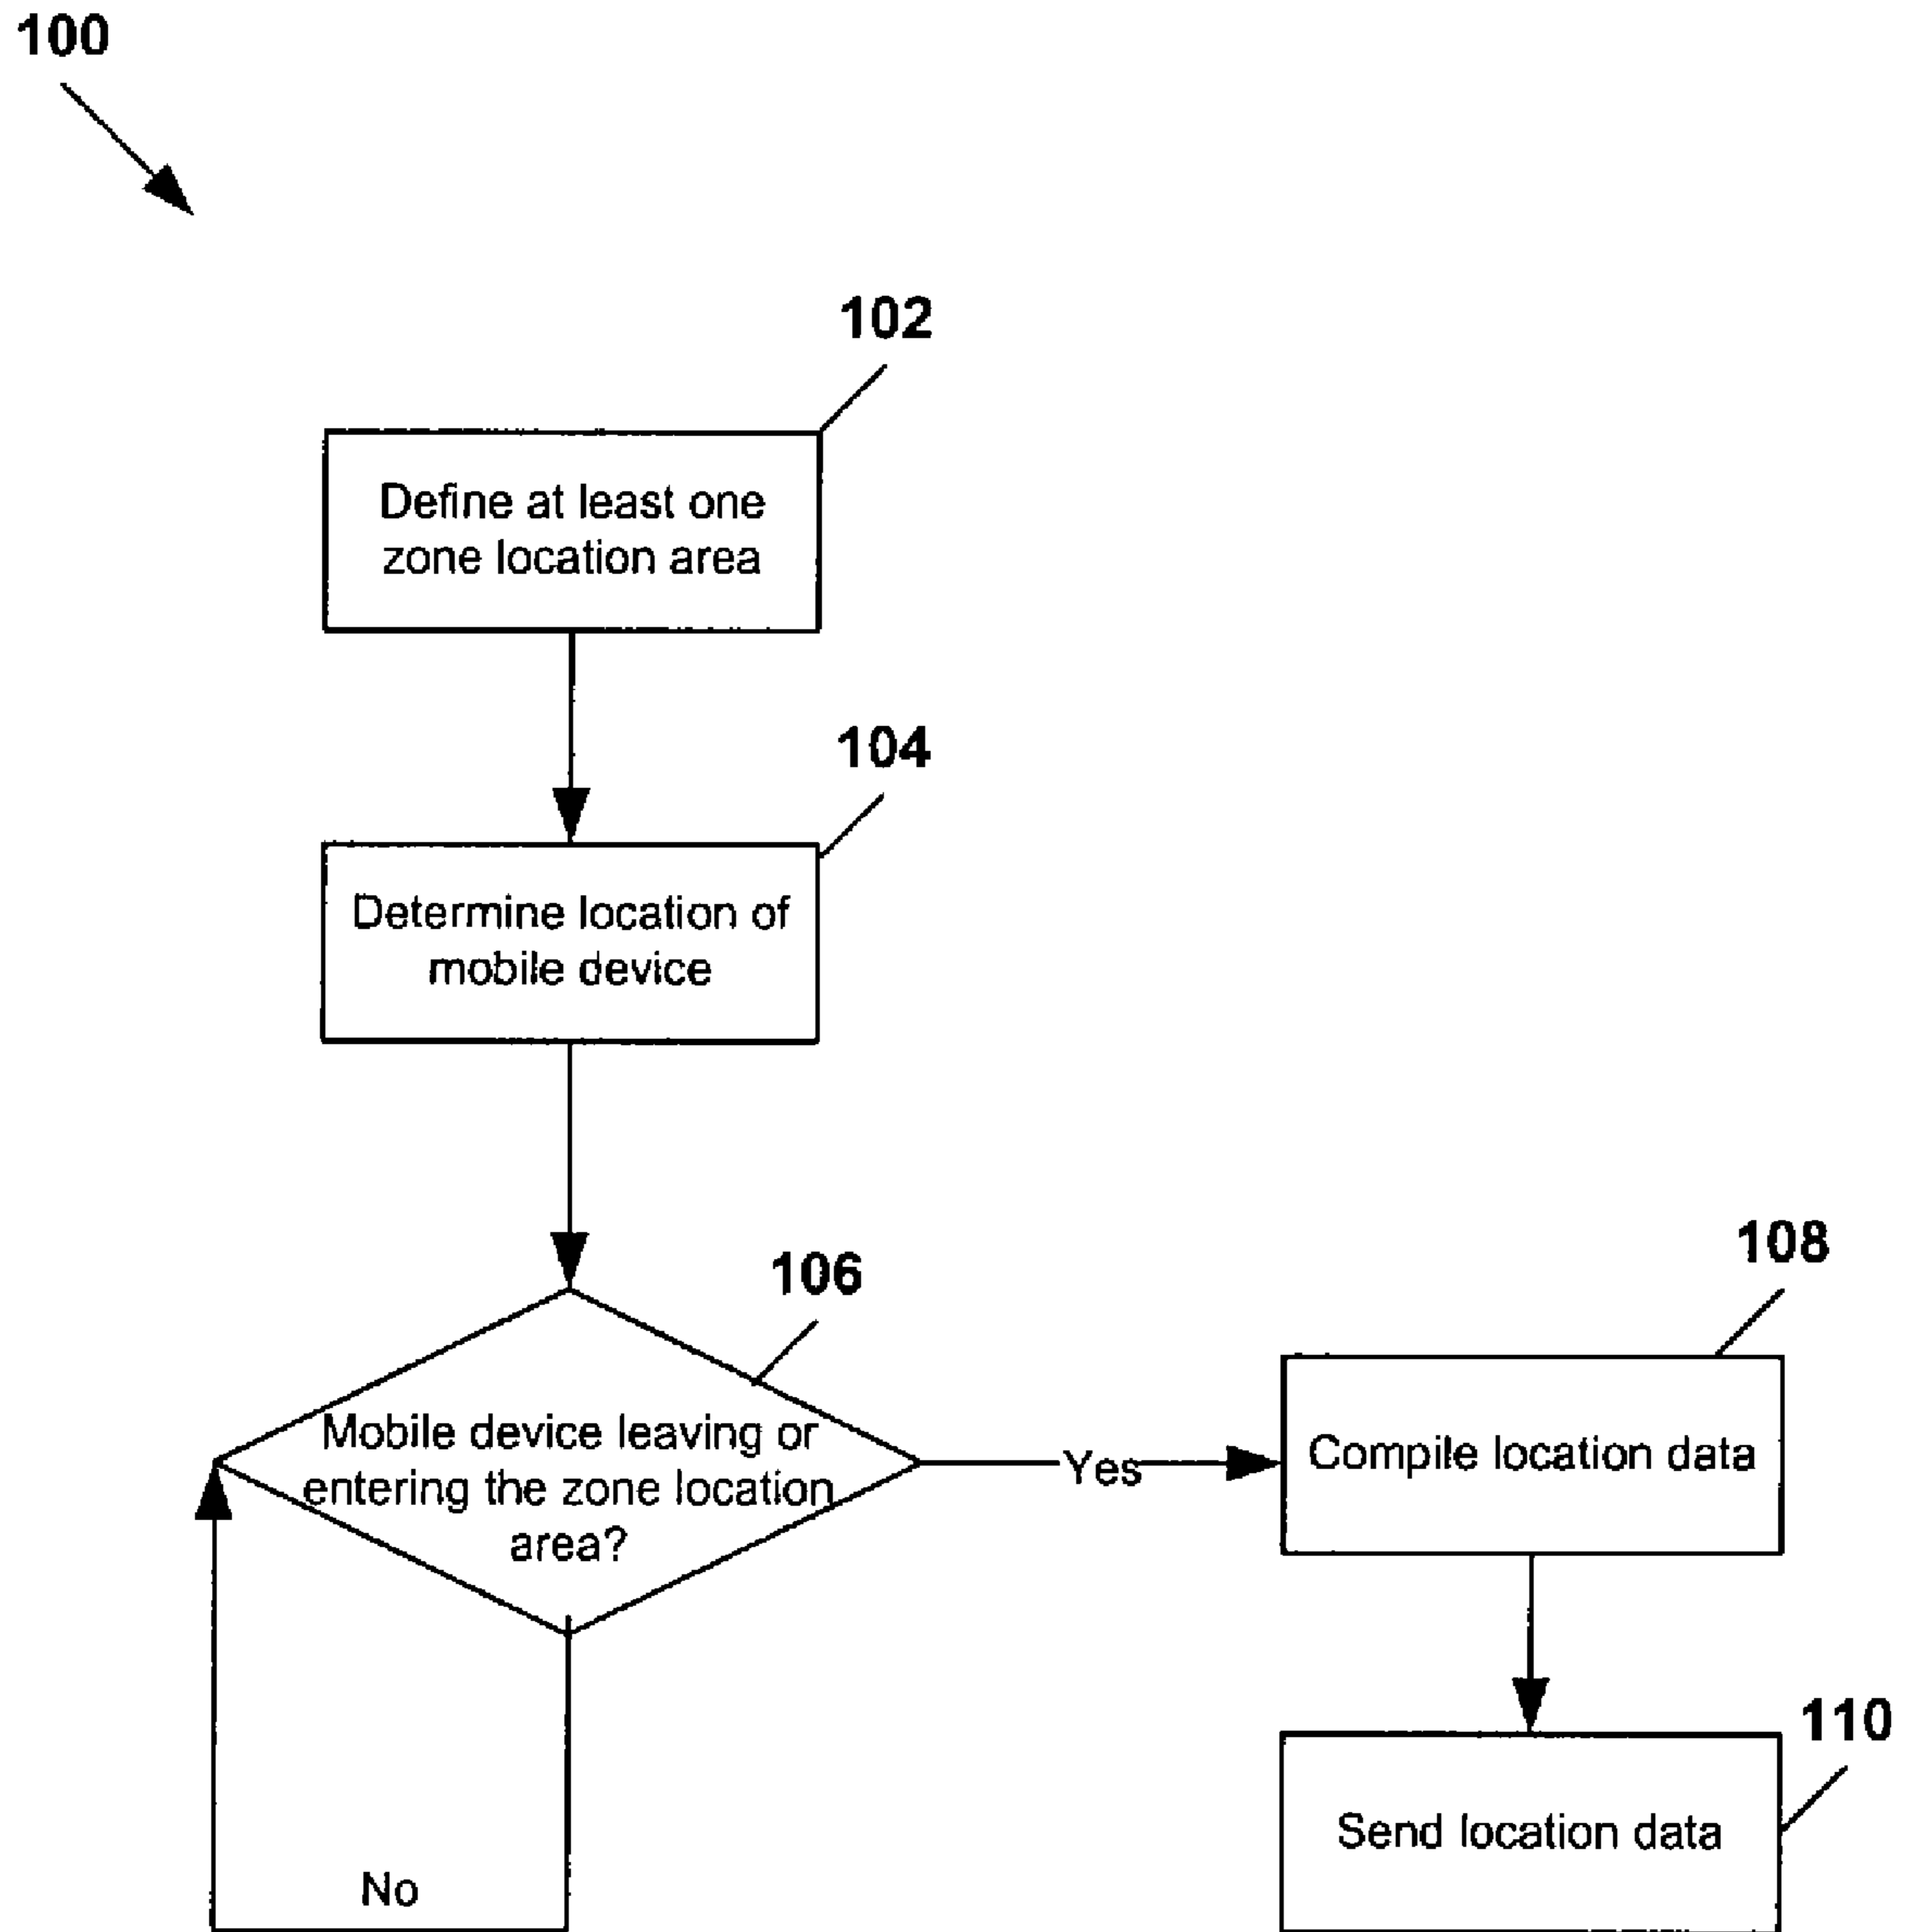 100
102
Define at least one
zone location area
104
Determine location of
mobile device
106
Mobile device leaving or
entering the zone location
area?
Yes
No
108
Compile location data
110
Send location data